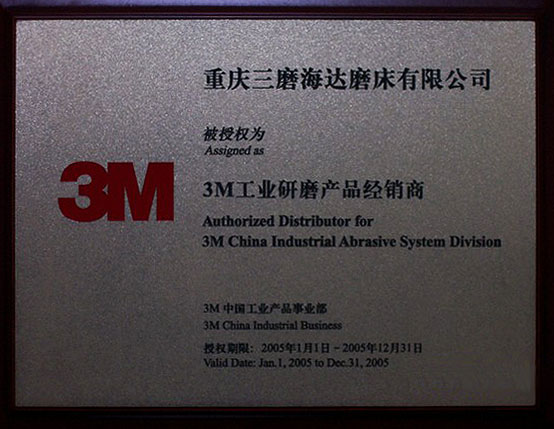 重庆三磨海达磨床有限公司
被授权为
Assigned as
3M
3M工业研磨产品经销商
Authorized Distributor for
3M China Industrial Abrasive System Division
3M 中国工业产品事业部
3M China Industrial Business
授权期限：2005年1月1日－2005年12月31日
Valid Date: Jan.1, 2005 to Dec.31, 2005